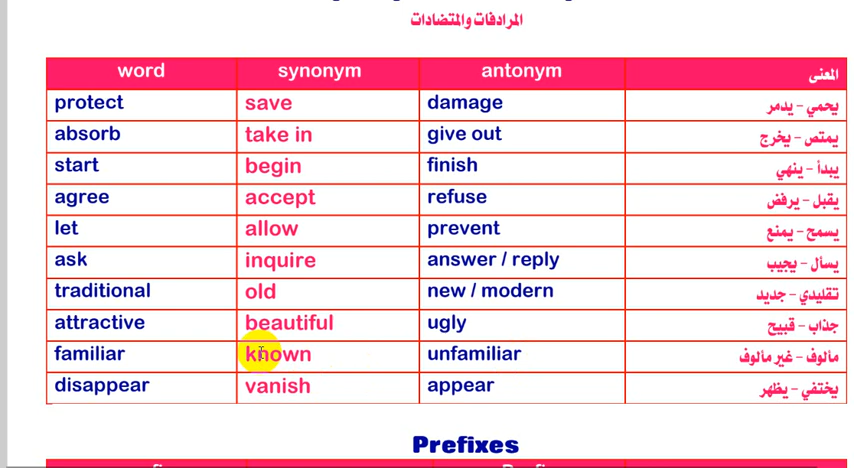 المرادفات والمتضادات
word synonym antonym المعنى
protect save damage يحمي - يدمر
absorb take in give out يمتص - يخرج
start begin finish يبدأ - ينهي
agree accept refuse يقبل - يرفض
let allow prevent يسمح - يمنع
ask inquire answer / reply يسأل - يجيب
traditional old new / modern تقليدي - جديد
attractive beautiful ugly جذاب - قبيح
familiar known unfamiliar مألوف - غير مألوف
disappear vanish appear يختفي - يظهر
Prefixes